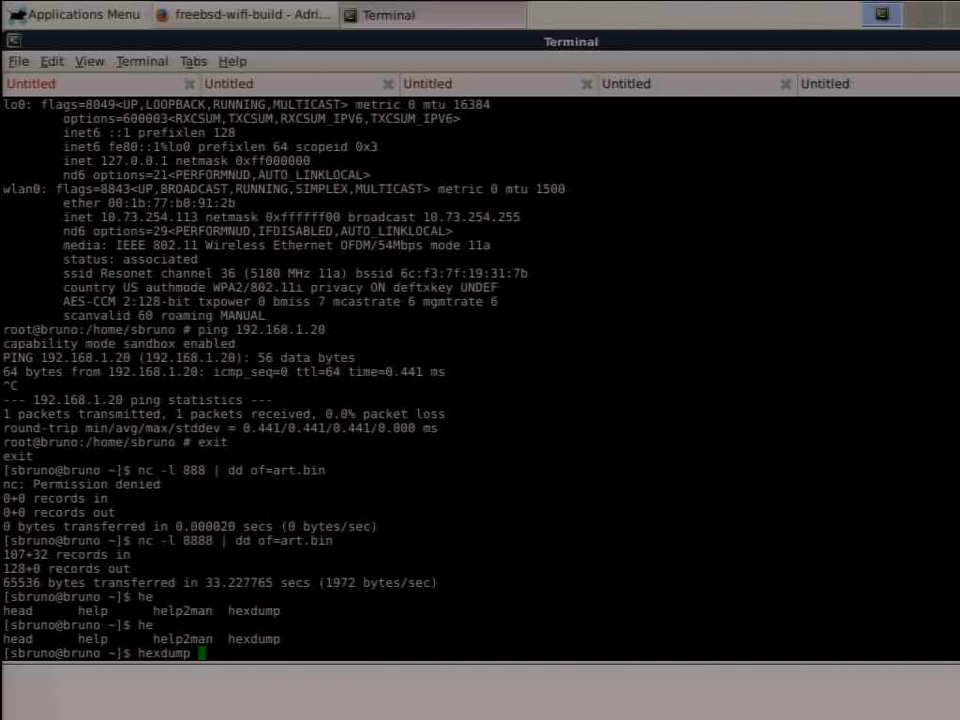 Applications Menu
freebsd-wifi-build - Adri...
Terminal
Terminal
File Edit View Terminal Tabs Help
Untitled Untitled Untitled Untitled Untitled
lo0: flags=8049<UP,LOOPBACK,RUNNING,MULTICAST> metric 0 mtu 16384
options=600003<RXCSUM,TXCSUM,RXCSUM_IPV6,TXCSUM_IPV6>
inet6 ::1 prefixlen 128
inet6 fe80::1%lo0 prefixlen 64 scopeid 0x3
inet 127.0.0.1 netmask 0xff000000
nd6 options=21<PERFORMNUD,AUTO_LINKLOCAL>
wlan0: flags=8843<UP,BROADCAST,RUNNING,SIMPLEX,MULTICAST> metric 0 mtu 1500
ether 00:1b:77:b0:91:2b
inet 10.73.254.113 netmask 0xffffff00 broadcast 10.73.254.255
nd6 options=29<PERFORMNUD,IFDISABLED,AUTO_LINKLOCAL>
media: IEEE 802.11 Wireless Ethernet OFDM/54Mbps mode 11a
status: associated
ssid Resonet channel 36 (5180 MHz 11a) bssid 6c:f3:7f:19:31:7b
country US authmode WPA2/802.11i privacy ON deftxkey UNDEF
AES-CCM 2:128-bit txpower 0 bmiss 7 mcastrate 6 mgmtrate 6
scanvalid 60 roaming MANUAL
root@bruno:/home/sbruno # ping 192.168.1.20
capability mode sandbox enabled
PING 192.168.1.20 (192.168.1.20): 56 data bytes
64 bytes from 192.168.1.20: icmp_seq=0 ttl=64 time=0.441 ms
^C
--- 192.168.1.20 ping statistics ---
1 packets transmitted, 1 packets received, 0.0% packet loss
round-trip min/avg/max/stddev = 0.441/0.441/0.441/0.000 ms
root@bruno:/home/sbruno # exit
exit
[sbruno@bruno ~]$ nc -l 888 | dd of=art.bin
nc: Permission denied
0+0 records in
0+0 records out
0 bytes transferred in 0.000020 secs (0 bytes/sec)
[sbruno@bruno ~]$ nc -l 8888 | dd of=art.bin
107+32 records in
128+0 records out
65536 bytes transferred in 33.227765 secs (1972 bytes/sec)
[sbruno@bruno ~]$ he
head help help2man hexdump
[sbruno@bruno ~]$ he
head help help2man hexdump
[sbruno@bruno ~]$ hexdump